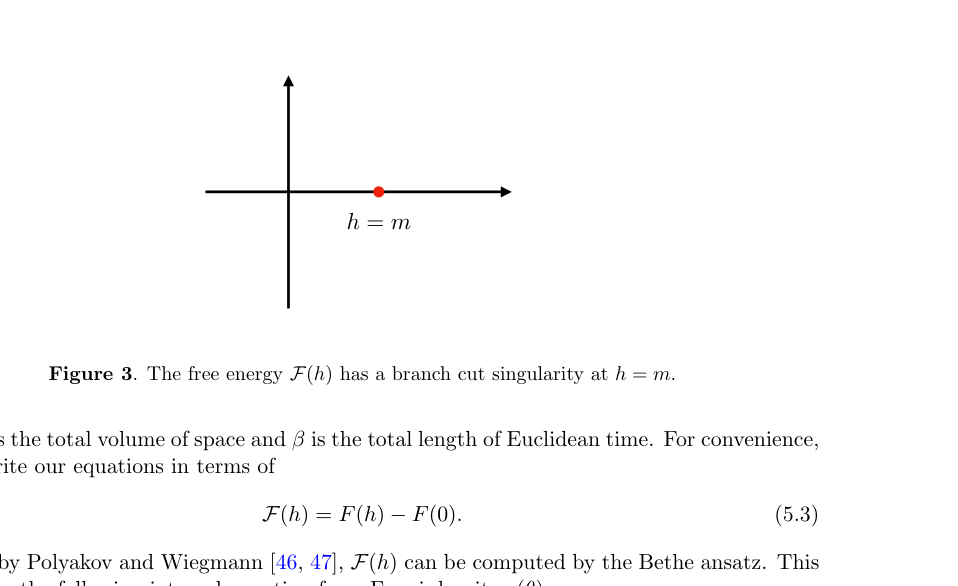 h = m
Figure 3. The free energy ℱ(h) has a branch cut singularity at h = m.
the total volume of space and β is the total length of Euclidean time. For convenience,
our equations in terms of
ℱ(h) = F(h) − F(0). (5.3)
by Polyakov and Wiegmann [46, 47], ℱ(h) can be computed by the Bethe ansatz. This